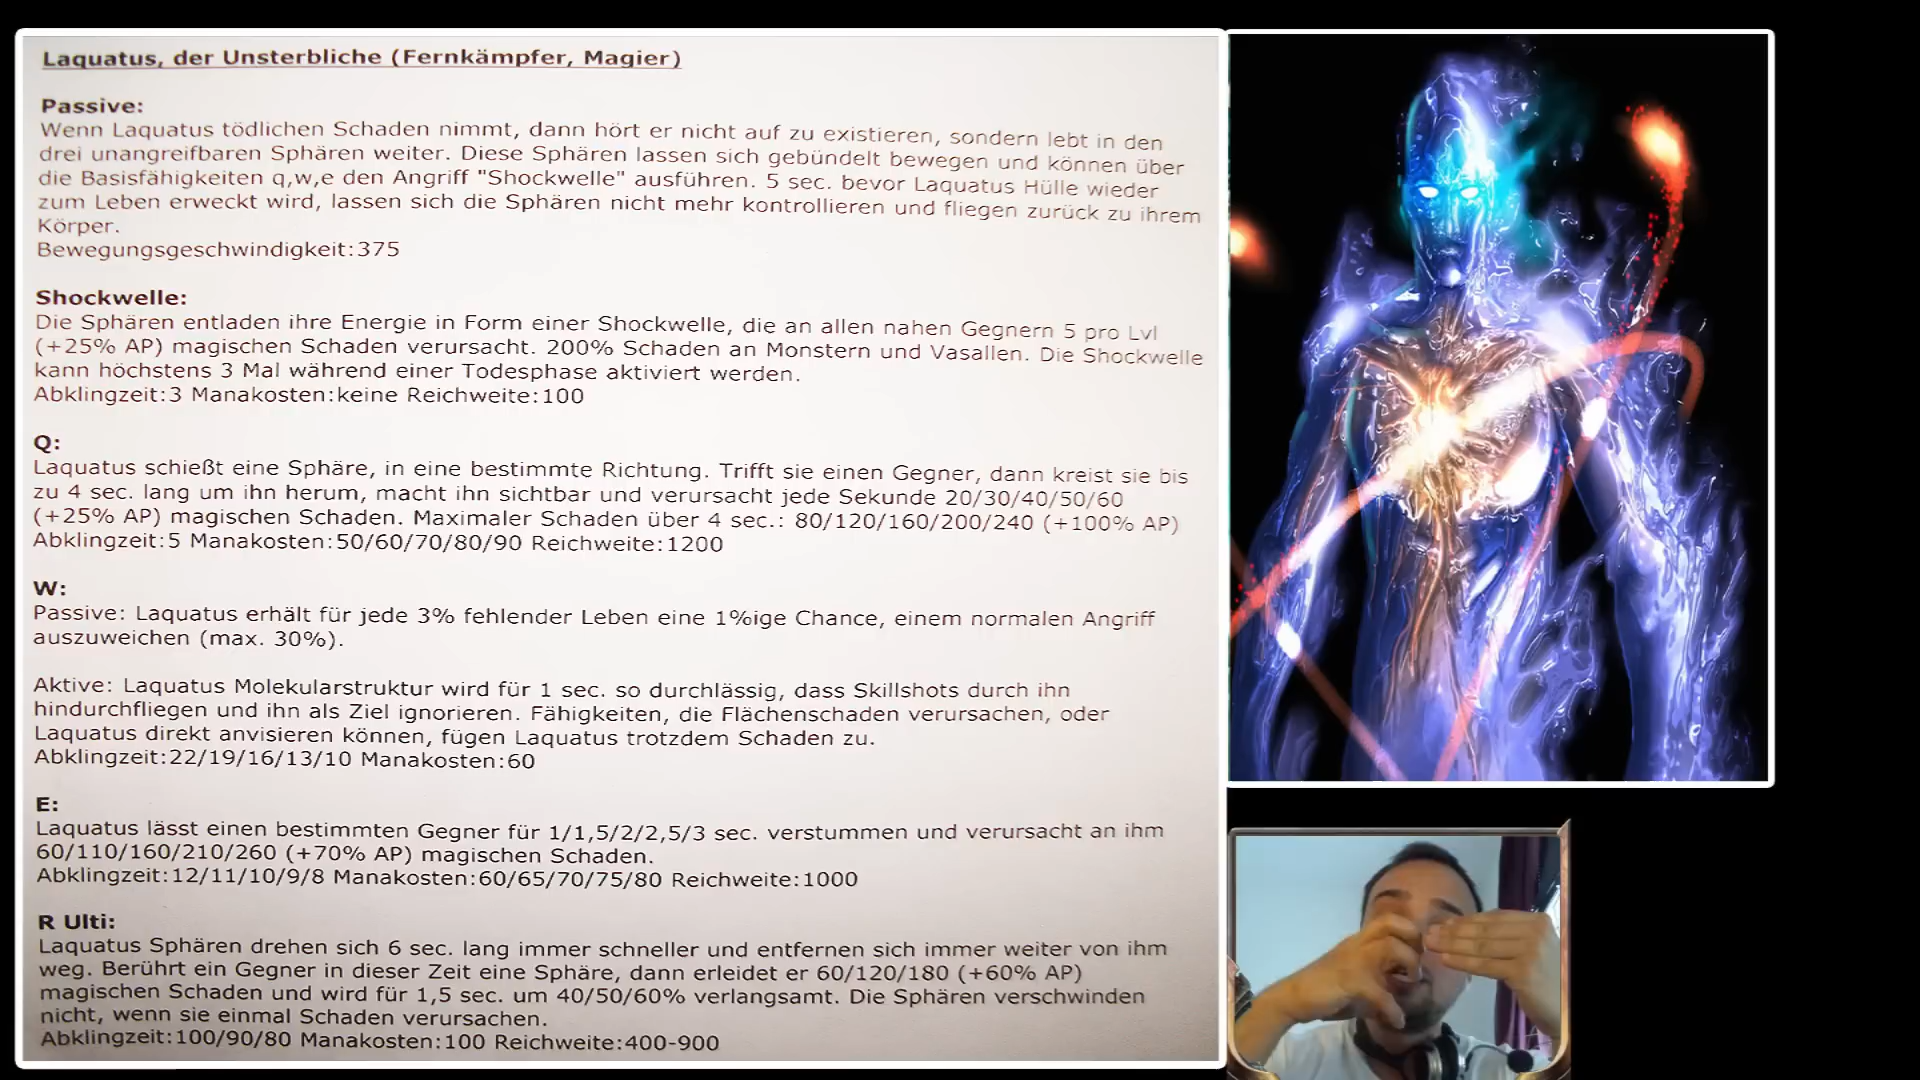 Laquatus, der Unsterbliche (Fernkämpfer, Magier)
Passive:
Wenn Laquatus tödlichen Schaden nimmt, dann hört er nicht auf zu existieren, sondern lebt in den
drei unangreifbaren Sphären weiter. Diese Sphären lassen sich gebündelt bewegen und können über
die Basisfähigkeiten q,w,e den Angriff "Shockwelle" ausführen. 5 sec. bevor Laquatus Hülle wieder
zum Leben erweckt wird, lassen sich die Sphären nicht mehr kontrollieren und fliegen zurück zu ihrem
Körper.
Bewegungsgeschwindigkeit:375
Shockwelle:
Die Sphären entladen ihre Energie in Form einer Shockwelle, die an allen nahen Gegnern 5 pro Lvl
(+25% AP) magischen Schaden verursacht. 200% Schaden an Monstern und Vasallen. Die Shockwelle
kann höchstens 3 Mal während einer Todesphase aktiviert werden.
Abklingzeit:3 Manakosten:keine Reichweite:100
Q:
Laquatus schießt eine Sphäre, in eine bestimmte Richtung. Trifft sie einen Gegner, dann kreist sie bis
zu 4 sec. lang um ihn herum, macht ihn sichtbar und verursacht jede Sekunde 20/30/40/50/60
(+25% AP) magischen Schaden. Maximaler Schaden über 4 sec.: 80/120/160/200/240 (+100% AP)
Abklingzeit:5 Manakosten:50/60/70/80/90 Reichweite:1200
W:
Passive: Laquatus erhält für jede 3% fehlender Leben eine 1%ige Chance, einem normalen Angriff
auszuweichen (max. 30%).
Aktive: Laquatus Molekularstruktur wird für 1 sec. so durchlässig, dass Skillshots durch ihn
hindurchfliegen und ihn als Ziel ignorieren. Fähigkeiten, die Flächenschaden verursachen, oder
Laquatus direkt anvisieren können, fügen Laquatus trotzdem Schaden zu.
Abklingzeit:22/19/16/13/10 Manakosten:60
E:
Laquatus lässt einen bestimmten Gegner für 1/1,5/2/2,5/3 sec. verstummen und verursacht an ihm
60/110/160/210/260 (+70% AP) magischen Schaden.
Abklingzeit:12/11/10/9/8 Manakosten:60/65/70/75/80 Reichweite:1000
R Ulti:
Laquatus Sphären drehen sich 6 sec. lang immer schneller und entfernen sich immer weiter von ihm
weg. Berührt ein Gegner in dieser Zeit eine Sphäre, dann erleidet er 60/120/180 (+60% AP)
magischen Schaden und wird für 1,5 sec. um 40/50/60% verlangsamt. Die Sphären verschwinden
nicht, wenn sie einmal Schaden verursachen.
Abklingzeit:100/90/80 Manakosten:100 Reichweite:400-900